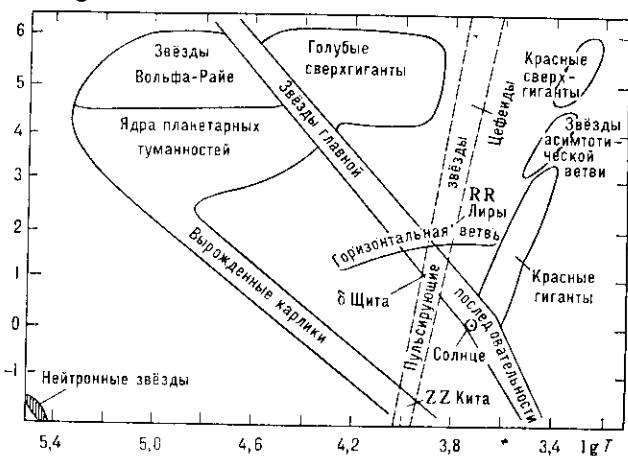 6
5
4
3
2
1
0
-1
5,4
5,0
4,6
4,2
3,8
3,4
lg T
Звёзды
Вольфа-Райе
Голубые
сверхгиганты
Красные
сверх-
гиганты
Ядра планетарных
туманностей
Звёзды
асимтоти-
ческой
ветви
Звёзды главной
последовательности
Пульсирующие
звёзды
Цефеиды
RR
Лиры
Горизонтальная ветвь
δ Щита
Красные
гиганты
Вырожденные карлики
Солнце
Нейтронные звёзды
ZZ Кита